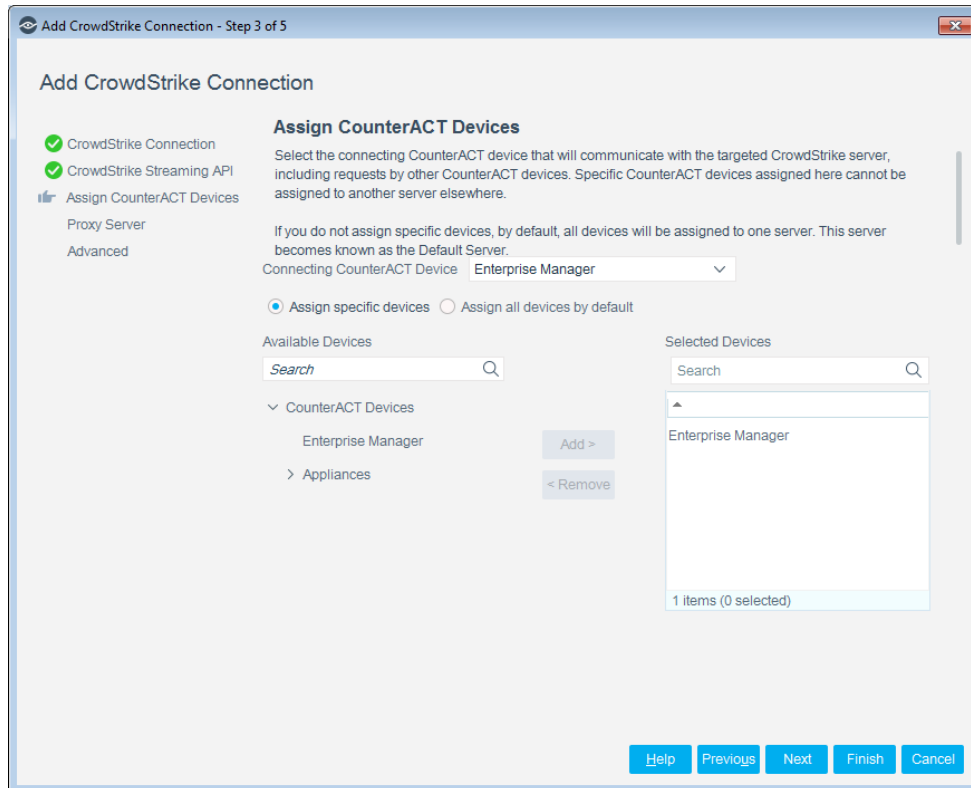 Add CrowdStrike Connection - Step 3 of 5
Add CrowdStrike Connection
CrowdStrike Connection
CrowdStrike Streaming API
Assign CounterACT Devices
Proxy Server
Advanced
Assign CounterACT Devices
Select the connecting CounterACT device that will communicate with the targeted CrowdStrike server,
including requests by other CounterACT devices. Specific CounterACT devices assigned here cannot be
assigned to another server elsewhere.
If you do not assign specific devices, by default, all devices will be assigned to one server. This server
becomes known as the Default Server.
Connecting CounterACT Device Enterprise Manager
Assign specific devices Assign all devices by default
Available Devices
Search
CounterACT Devices
Enterprise Manager
Appliances
Add >
< Remove
Selected Devices
Search
Enterprise Manager
1 items (0 selected)
Help Previous Next Finish Cancel